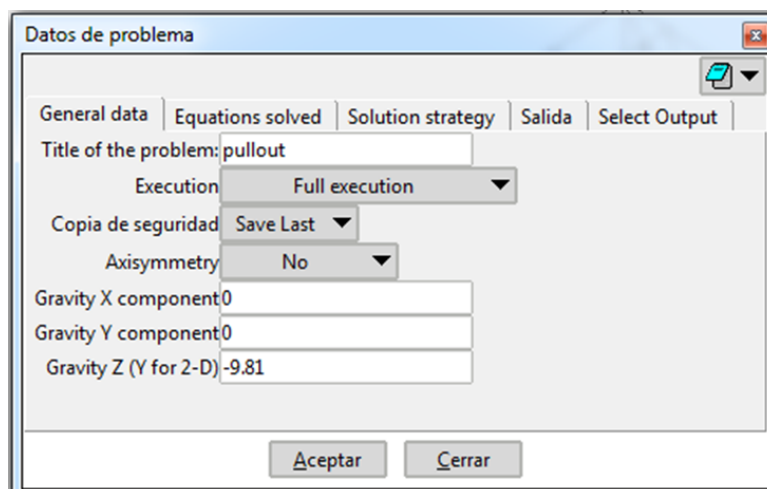 Datos de problema
General data Equations solved Solution strategy Salida Select Output
Title of the problem: pullout
Execution Full execution
Copia de seguridad Save Last
Axisymmetry No
Gravity X component 0
Gravity Y component 0
Gravity Z (Y for 2-D) -9.81
Aceptar Cerrar